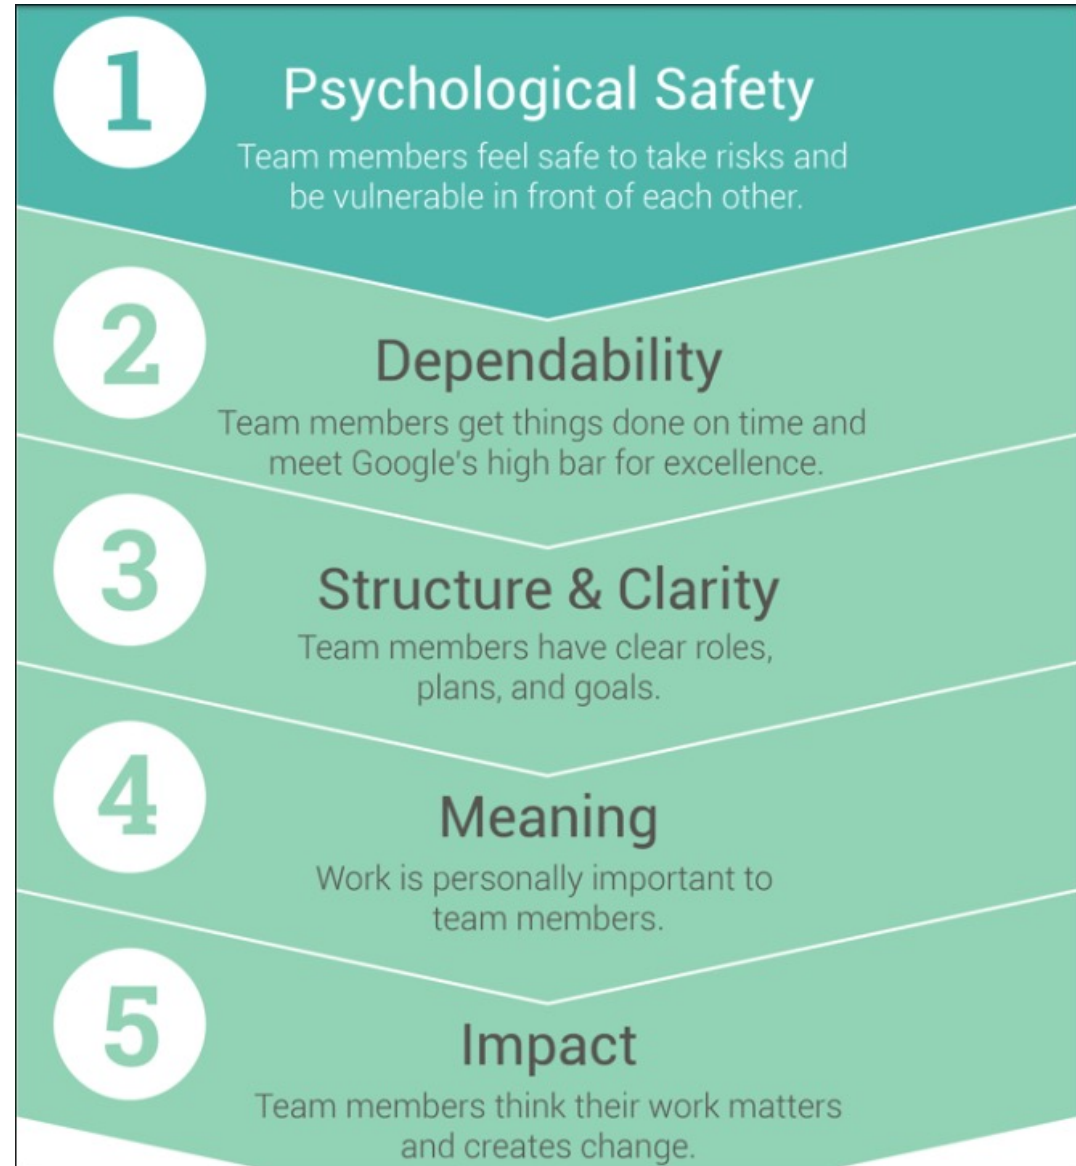 1
Psychological Safety
Team members feel safe to take risks and
be vulnerable in front of each other.
2
Dependability
Team members get things done on time and
meet Google's high bar for excellence.
3
Structure & Clarity
Team members have clear roles,
plans, and goals.
4
Meaning
Work is personally important to
team members.
5
Impact
Team members think their work matters
and creates change.